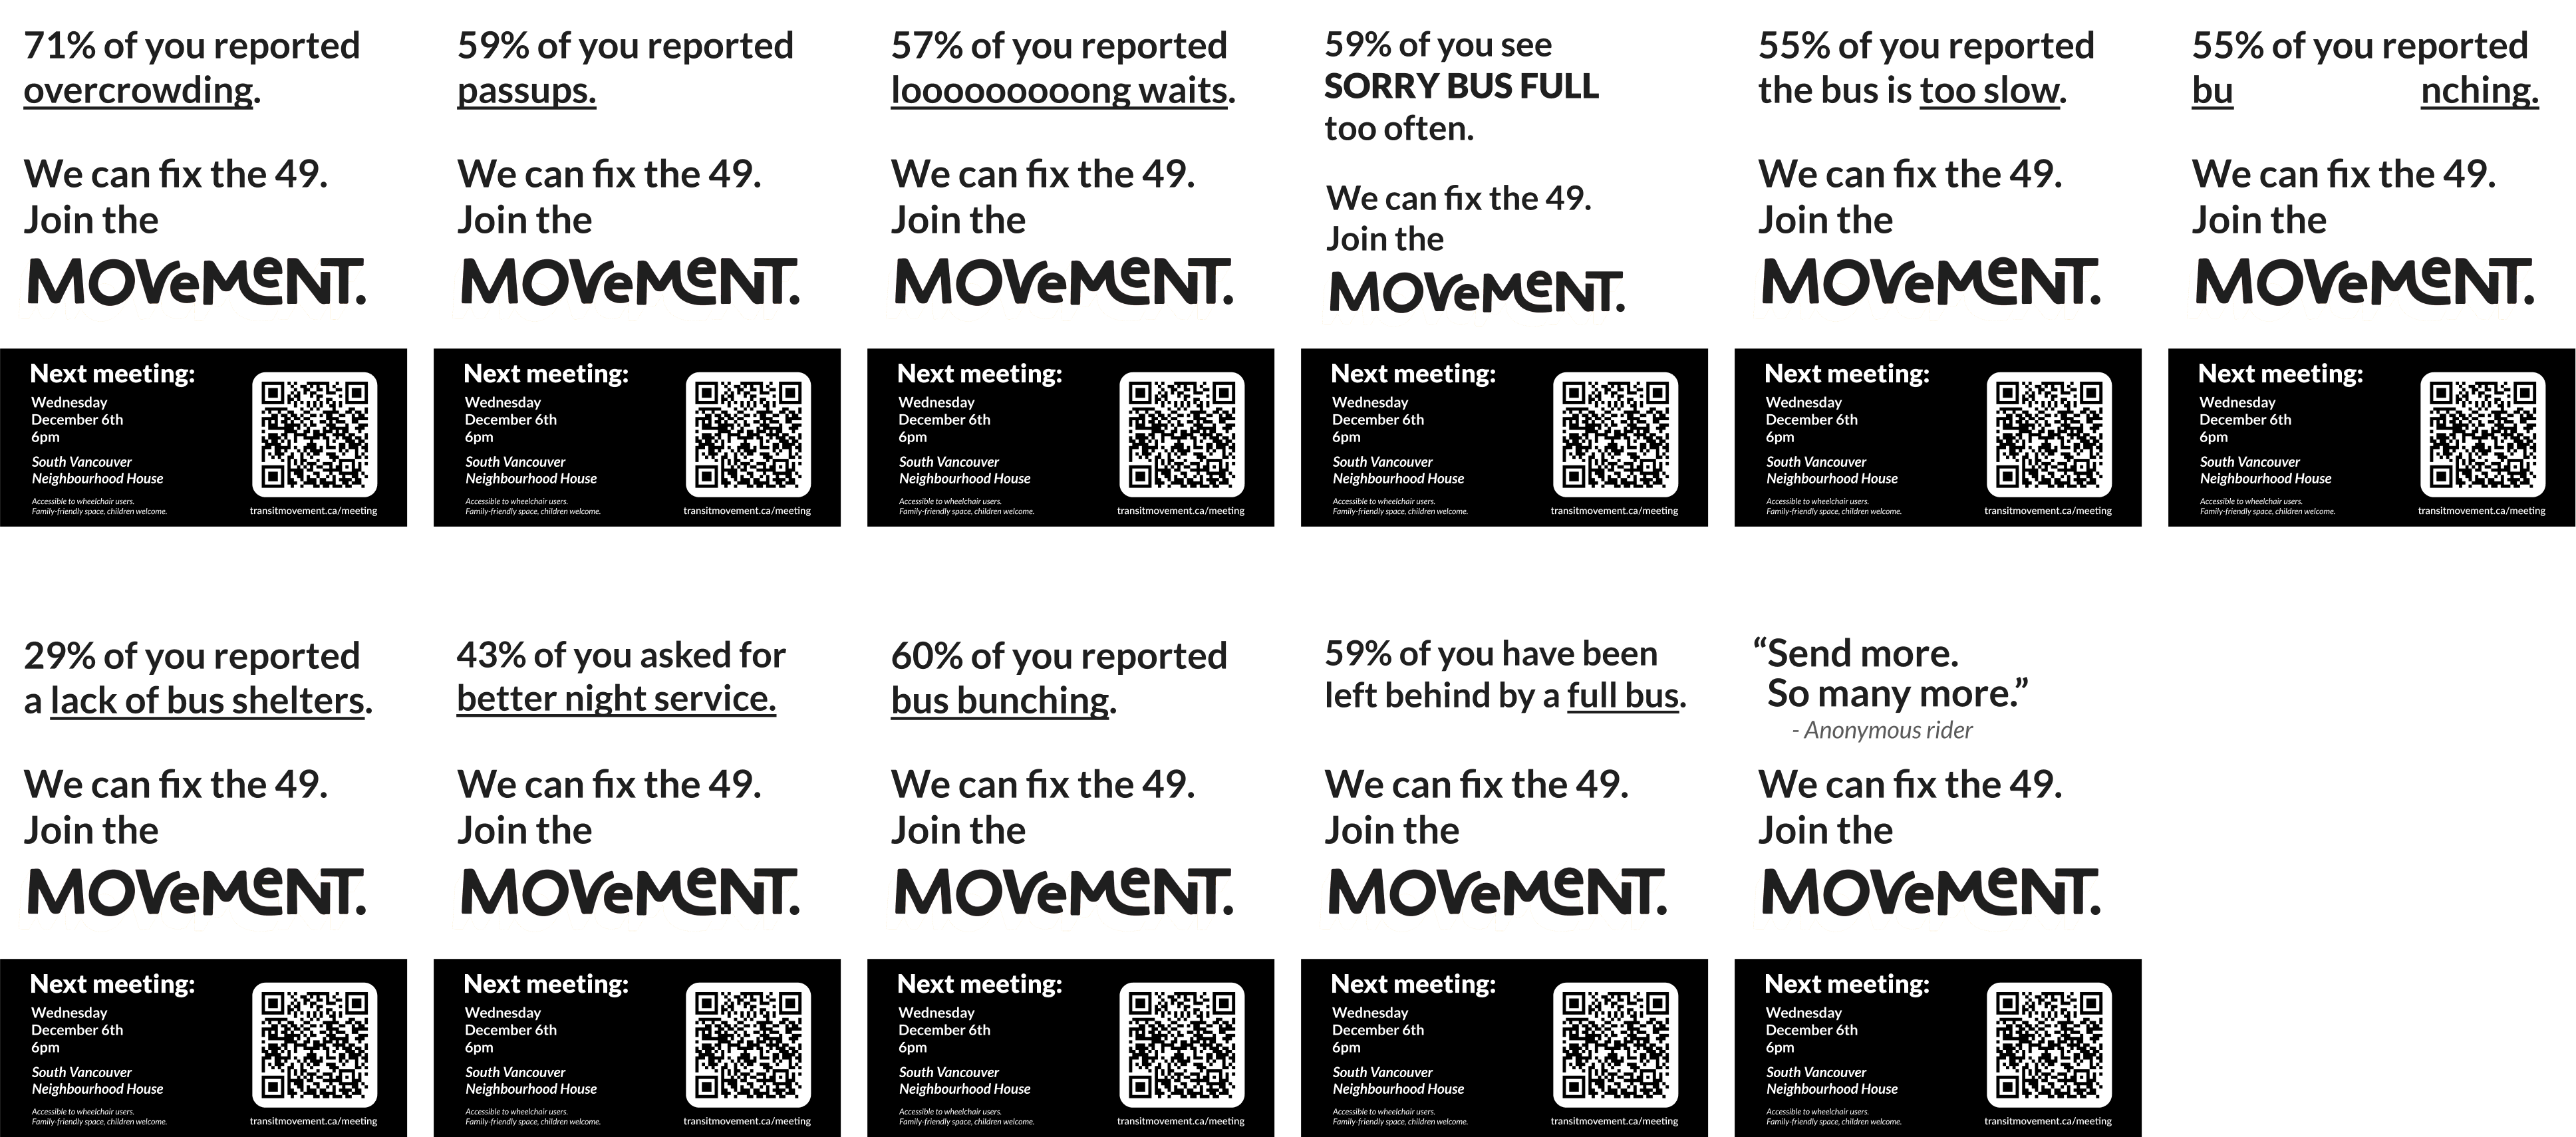 71% of you reported
overcrowding.
We can fix the 49.
Join the
MOVeMeNT.
Next meeting:
Wednesday
December 6th
6pm
South Vancouver
Neighbourhood House
Accessible to wheelchair users.
Family-friendly space, children welcome.
transitmovement.ca/meeting
59% of you reported
passups.
We can fix the 49.
Join the
MOVeMeNT.
Next meeting:
Wednesday
December 6th
6pm
South Vancouver
Neighbourhood House
Accessible to wheelchair users.
Family-friendly space, children welcome.
transitmovement.ca/meeting
57% of you reported
looooooooong waits.
We can fix the 49.
Join the
MOVeMeNT.
Next meeting:
Wednesday
December 6th
6pm
South Vancouver
Neighbourhood House
Accessible to wheelchair users.
Family-friendly space, children welcome.
transitmovement.ca/meeting
59% of you see
SORRY BUS FULL
too often.
We can fix the 49.
Join the
MOVeMeNT.
Next meeting:
Wednesday
December 6th
6pm
South Vancouver
Neighbourhood House
Accessible to wheelchair users.
Family-friendly space, children welcome.
transitmovement.ca/meeting
55% of you reported
the bus is too slow.
We can fix the 49.
Join the
MOVeMeNT.
Next meeting:
Wednesday
December 6th
6pm
South Vancouver
Neighbourhood House
Accessible to wheelchair users.
Family-friendly space, children welcome.
transitmovement.ca/meeting
55% of you reported
bu nching.
We can fix the 49.
Join the
MOVeMeNT.
Next meeting:
Wednesday
December 6th
6pm
South Vancouver
Neighbourhood House
Accessible to wheelchair users.
Family-friendly space, children welcome.
transitmovement.ca/meeting
29% of you reported
a lack of bus shelters.
We can fix the 49.
Join the
MOVeMeNT.
Next meeting:
Wednesday
December 6th
6pm
South Vancouver
Neighbourhood House
Accessible to wheelchair users.
Family-friendly space, children welcome.
transitmovement.ca/meeting
43% of you asked for
better night service.
We can fix the 49.
Join the
MOVeMeNT.
Next meeting:
Wednesday
December 6th
6pm
South Vancouver
Neighbourhood House
Accessible to wheelchair users.
Family-friendly space, children welcome.
transitmovement.ca/meeting
60% of you reported
bus bunching.
We can fix the 49.
Join the
MOVeMeNT.
Next meeting:
Wednesday
December 6th
6pm
South Vancouver
Neighbourhood House
Accessible to wheelchair users.
Family-friendly space, children welcome.
transitmovement.ca/meeting
59% of you have been
left behind by a full bus.
We can fix the 49.
Join the
MOVeMeNT.
Next meeting:
Wednesday
December 6th
6pm
South Vancouver
Neighbourhood House
Accessible to wheelchair users.
Family-friendly space, children welcome.
transitmovement.ca/meeting
“Send more.
So many more.”
- Anonymous rider
We can fix the 49.
Join the
MOVeMeNT.
Next meeting:
Wednesday
December 6th
6pm
South Vancouver
Neighbourhood House
Accessible to wheelchair users.
Family-friendly space, children welcome.
transitmovement.ca/meeting